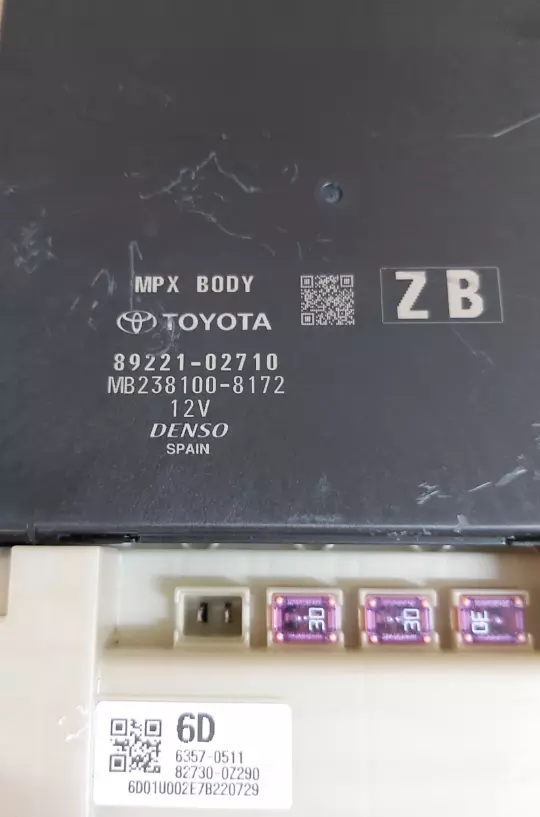 MPX BODY
ZB
TOYOTA
89221-02710
MB238100-8172
12V
DENSO
SPAIN
30
30
30
6D
6357-0511
82730-0Z290
6D01U002E7B220729